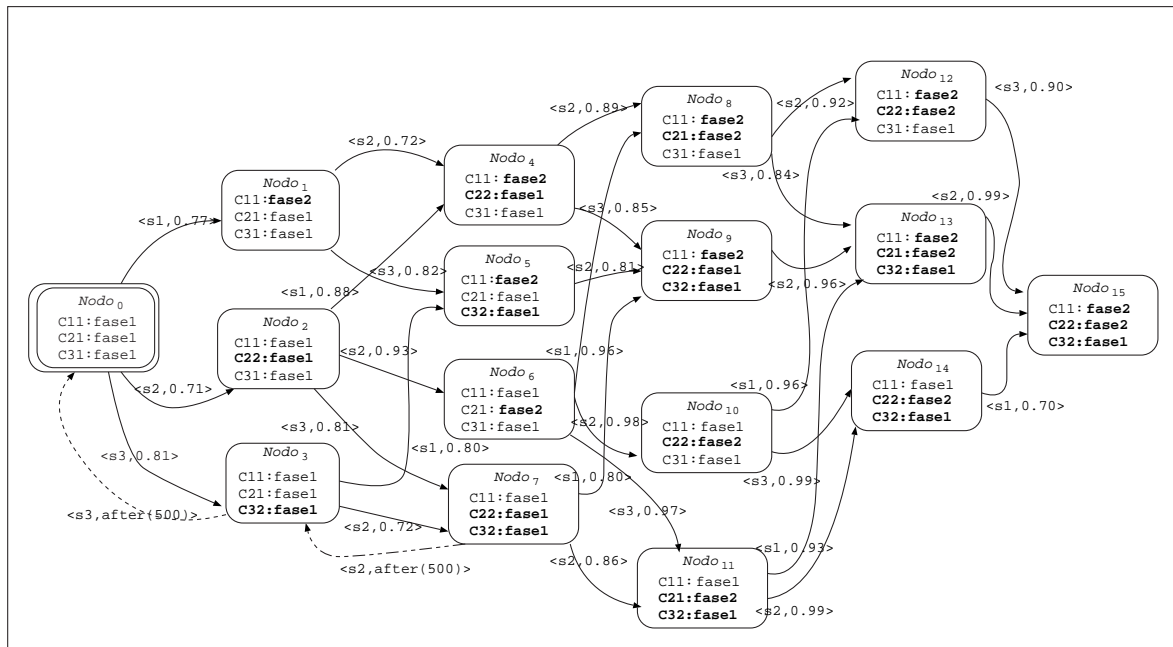 Nodo 0
C11:fase1
C21:fase1
C31:fase1
<s1,0.77>
<s2,0.71>
<s3,0.81>
<s3,after(500)>
Nodo 1
C11:fase2
C21:fase1
C31:fase1
Nodo 2
C11:fase1
C22:fase1
C31:fase1
Nodo 3
C11:fase1
C21:fase1
C32:fase1
<s2,0.72>
<s3,0.82>
<s1,0.88>
<s2,0.93>
<s3,0.81>
<s1,0.80>
<s2,0.72>
<s2,after(500)>
Nodo 4
C11:fase2
C22:fase1
C31:fase1
Nodo 5
C11:fase2
C21:fase1
C32:fase1
Nodo 6
C11:fase1
C21:fase2
C31:fase1
Nodo 7
C11:fase1
C22:fase1
C32:fase1
<s2,0.89>
<s3,0.85>
<s2,0.81>
<s1,0.96>
<s2,0.98>
<s1,0.80>
<s3,0.97>
<s2,0.86>
Nodo 8
C11:fase2
C21:fase2
C31:fase1
Nodo 9
C11:fase2
C22:fase1
C32:fase1
Nodo 10
C11:fase1
C22:fase2
C31:fase1
Nodo 11
C11:fase1
C21:fase2
C32:fase1
<s2,0.92>
<s3,0.84>
<s2,0.96>
<s1,0.96>
<s3,0.99>
<s1,0.93>
<s2,0.99>
Nodo 12
C11:fase2
C22:fase2
C31:fase1
Nodo 13
C11:fase2
C21:fase2
C32:fase1
Nodo 14
C11:fase1
C22:fase2
C32:fase1
<s3,0.90>
<s2,0.99>
<s1,0.70>
Nodo 15
C11:fase2
C22:fase2
C32:fase1